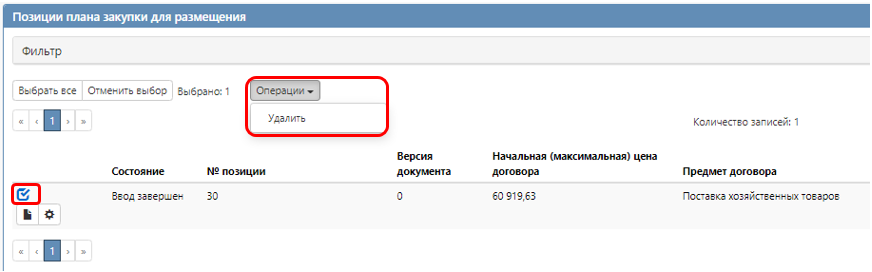 Позиции плана закупки для размещения
Фильтр
Выбрать все Отменить выбор Выбрано: 1 Операции
Удалить
« ‹ 1 › »
Количество записей: 1
Состояние № позиции Версия документа Начальная (максимальная) цена договора Предмет договора
Ввод завершен 30 0 60 919,63 Поставка хозяйственных товаров
« ‹ 1 › »